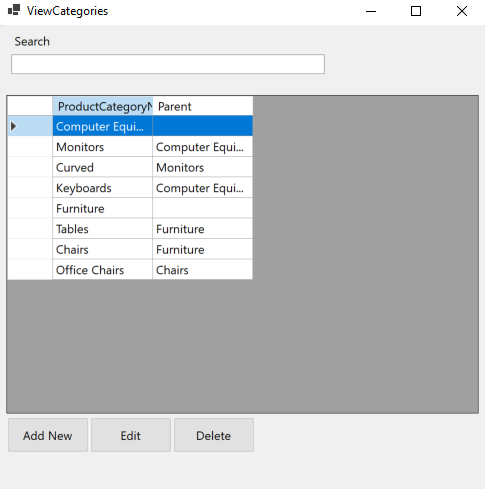 ViewCategories
Search
ProductCategoryN Parent
Computer Equi...
Monitors Computer Equi...
Curved Monitors
Keyboards Computer Equi...
Furniture
Tables Furniture
Chairs Furniture
Office Chairs Chairs
Add New Edit Delete